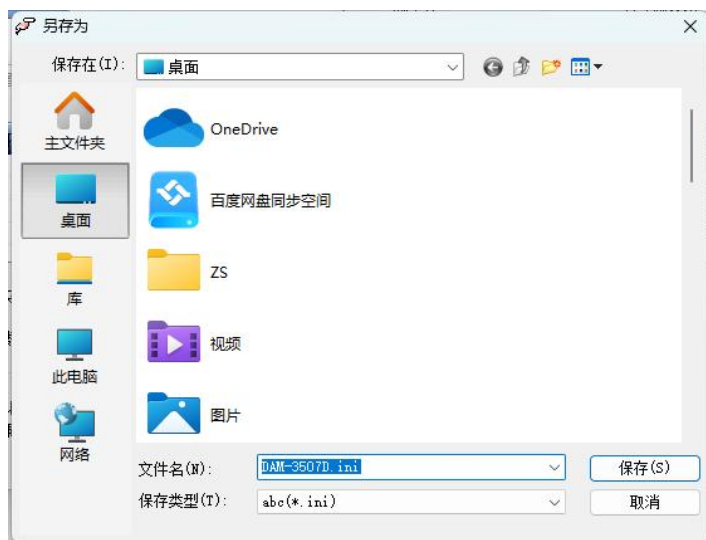 另存为
保存在(I):
桌面
主文件夹
桌面
库
此电脑
网络
OneDrive
百度网盘同步空间
ZS
视频
图片
文件名(N):
DAM-3507D.ini
保存(S)
保存类型(T):
abc(*.ini)
取消